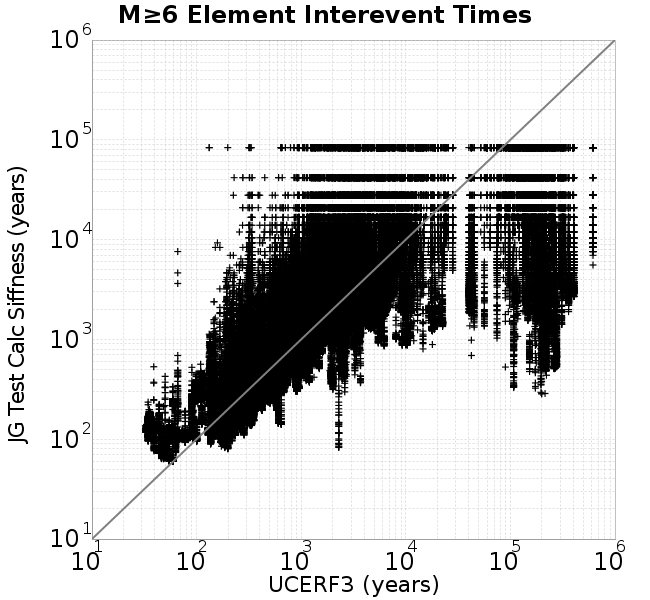 M≥6 Element Interevent Times
JG Test Calc Siffness (years)
10^6
10^5
10^4
10^3
10^2
10^1
10^1 10^2 10^3 10^4 10^5 10^6
UCERF3 (years)